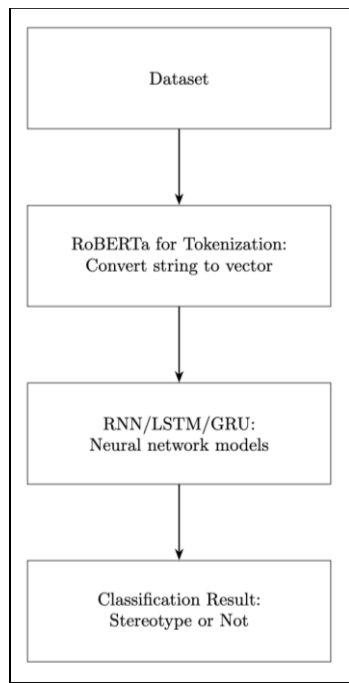 Dataset
RoBERTa for Tokenization:
Convert string to vector
RNN/LSTM/GRU:
Neural network models
Classification Result:
Stereotype or Not